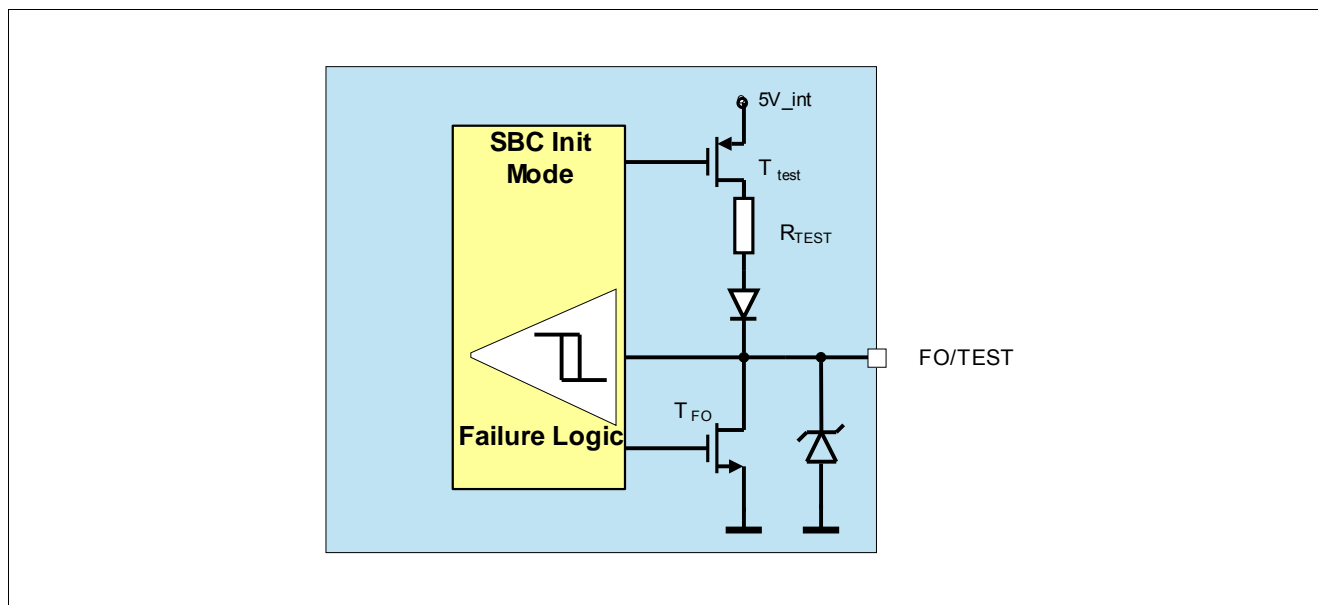 5V_int
SBC Init
Mode
T test
RTEST
FO/TEST
T FO
Failure Logic